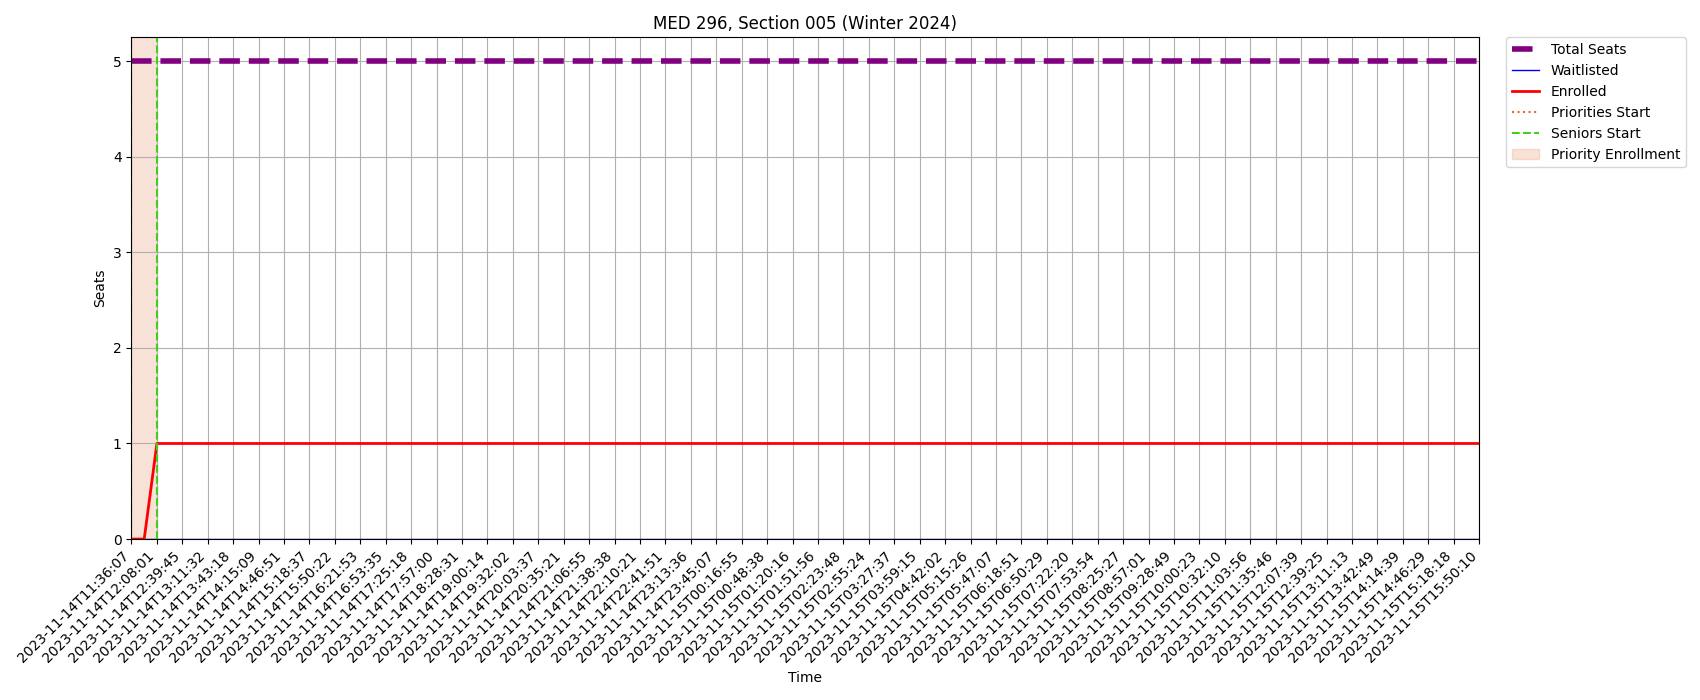 MED 296, Section 005 (Winter 2024)
Total Seats
Waitlisted
Enrolled
Priorities Start
Seniors Start
Priority Enrollment
Seats
5
4
3
2
1
0
2023-11-14T11:36:07
2023-11-14T12:08:01
2023-11-14T12:39:45
2023-11-14T13:11:32
2023-11-14T13:43:18
2023-11-14T14:15:09
2023-11-14T14:46:51
2023-11-14T15:18:37
2023-11-14T15:50:22
2023-11-14T16:21:53
2023-11-14T16:53:35
2023-11-14T17:25:18
2023-11-14T17:57:00
2023-11-14T18:28:31
2023-11-14T19:00:14
2023-11-14T19:32:02
2023-11-14T20:03:37
2023-11-14T20:35:21
2023-11-14T21:06:55
2023-11-14T21:38:38
2023-11-14T22:10:21
2023-11-14T22:41:51
2023-11-14T23:13:36
2023-11-14T23:45:07
2023-11-15T00:16:55
2023-11-15T00:48:38
2023-11-15T01:20:16
2023-11-15T01:51:56
2023-11-15T02:23:48
2023-11-15T02:55:24
2023-11-15T03:27:37
2023-11-15T03:59:15
2023-11-15T04:42:02
2023-11-15T05:15:26
2023-11-15T05:47:07
2023-11-15T06:18:51
2023-11-15T06:50:29
2023-11-15T07:22:20
2023-11-15T07:53:54
2023-11-15T08:25:27
2023-11-15T08:57:01
2023-11-15T09:28:49
2023-11-15T10:00:23
2023-11-15T10:32:10
2023-11-15T11:03:56
2023-11-15T11:35:46
2023-11-15T12:07:39
2023-11-15T12:39:25
2023-11-15T13:11:13
2023-11-15T13:42:49
2023-11-15T14:14:39
2023-11-15T14:46:29
2023-11-15T15:18:18
2023-11-15T15:50:10
Time